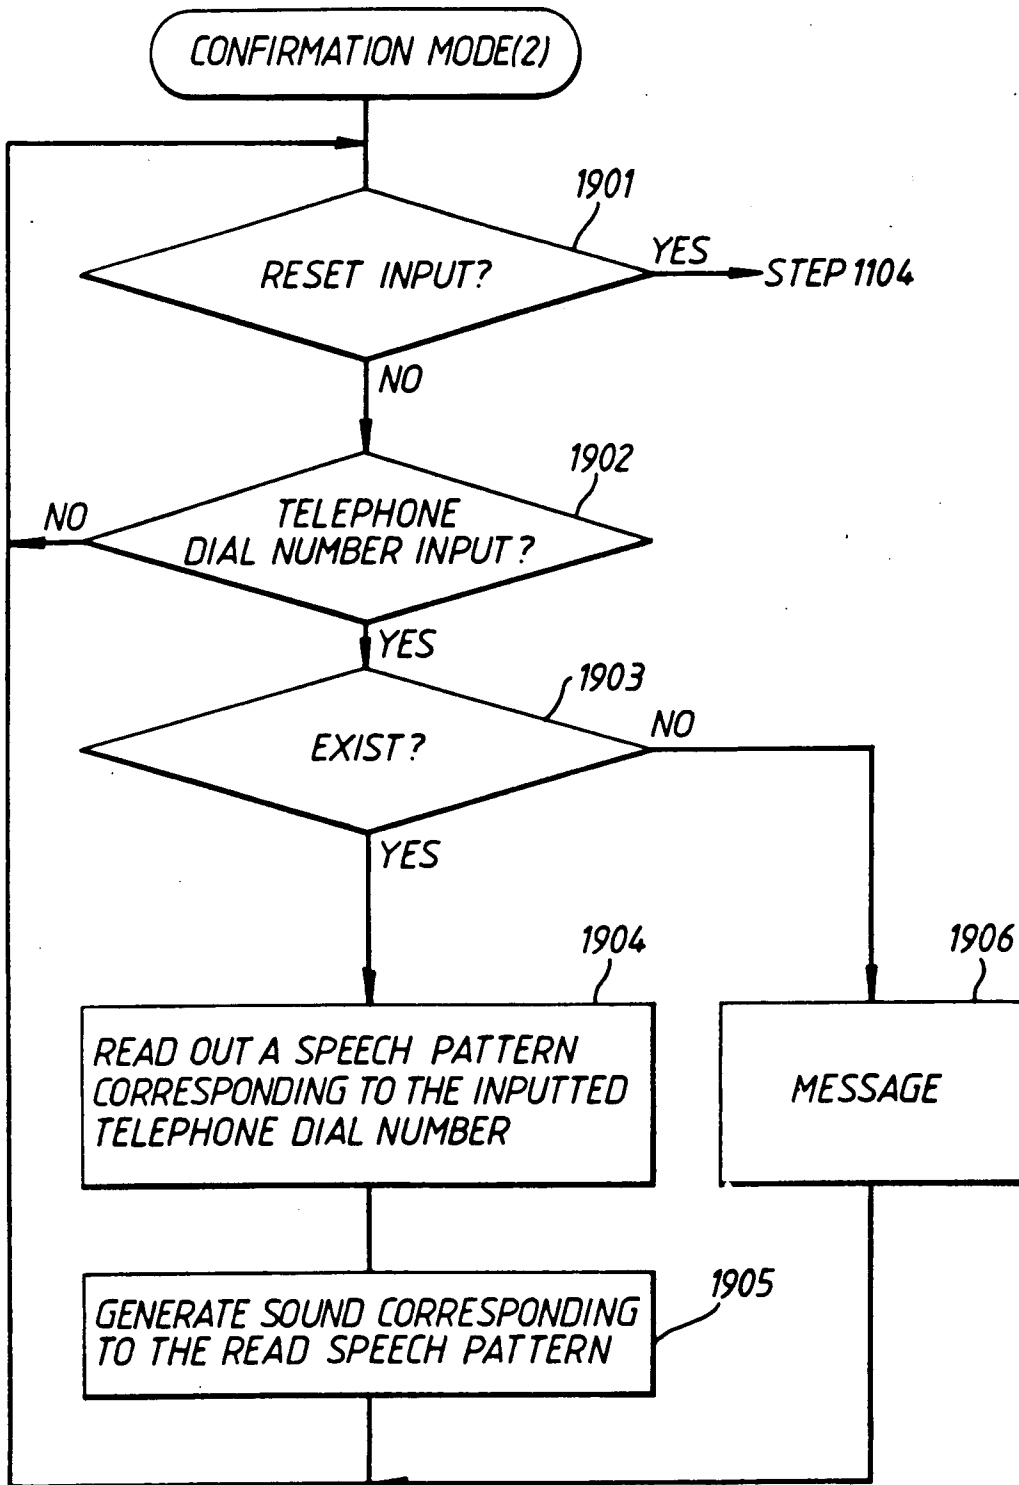 CONFIRMATION MODE(2)
1901
RESET INPUT?
YES
STEP 1104
NO
1902
TELEPHONE
DIAL NUMBER INPUT?
NO
YES
1903
EXIST?
NO
YES
1904
READ OUT A SPEECH PATTERN
CORRESPONDING TO THE INPUTTED
TELEPHONE DIAL NUMBER
1906
MESSAGE
1905
GENERATE SOUND CORRESPONDING
TO THE READ SPEECH PATTERN